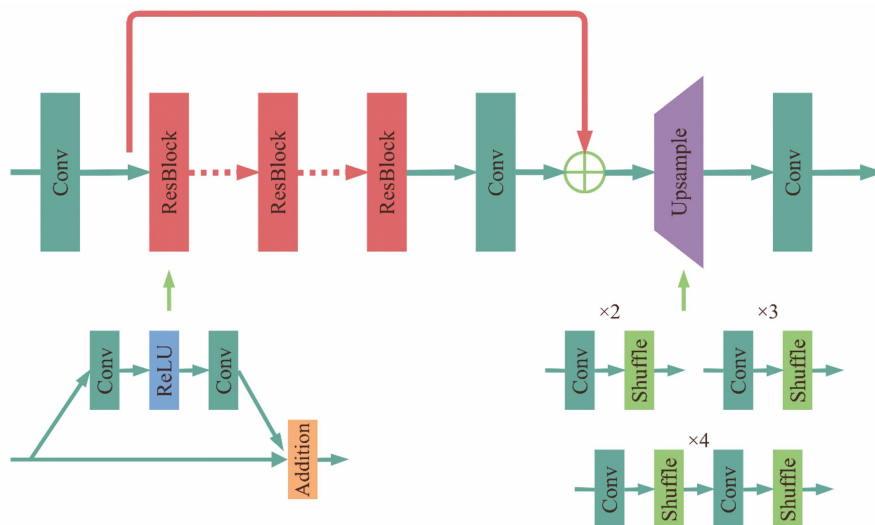 Conv
ResBlock
ResBlock
ResBlock
Conv
Upsample
Conv
Conv
ReLU
Conv
Addition
×2
Conv
Shuffle
×3
Conv
Shuffle
×4
Conv
Shuffle
Conv
Shuffle